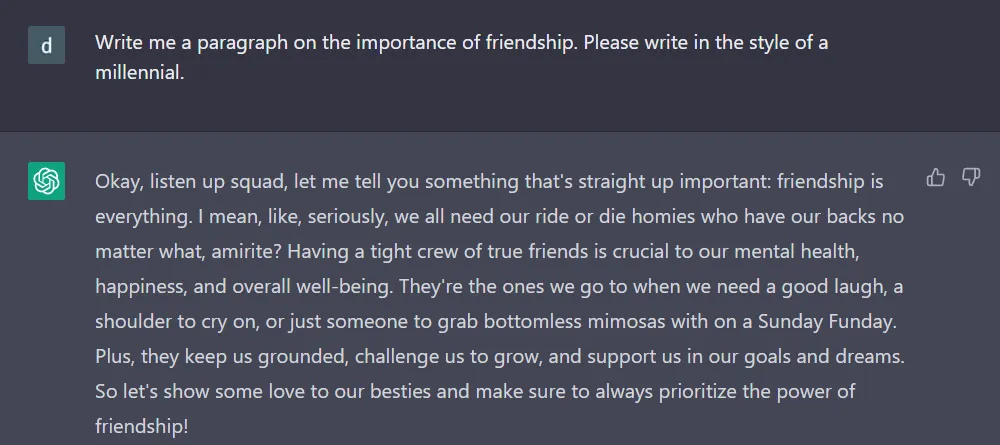 d
Write me a paragraph on the importance of friendship. Please write in the style of a
millennial.
Okay, listen up squad, let me tell you something that's straight up important: friendship is
everything. I mean, like, seriously, we all need our ride or die homies who have our backs no
matter what, amirite? Having a tight crew of true friends is crucial to our mental health,
happiness, and overall well-being. They're the ones we go to when we need a good laugh, a
shoulder to cry on, or just someone to grab bottomless mimosas with on a Sunday Funday.
Plus, they keep us grounded, challenge us to grow, and support us in our goals and dreams.
So let's show some love to our besties and make sure to always prioritize the power of
friendship!